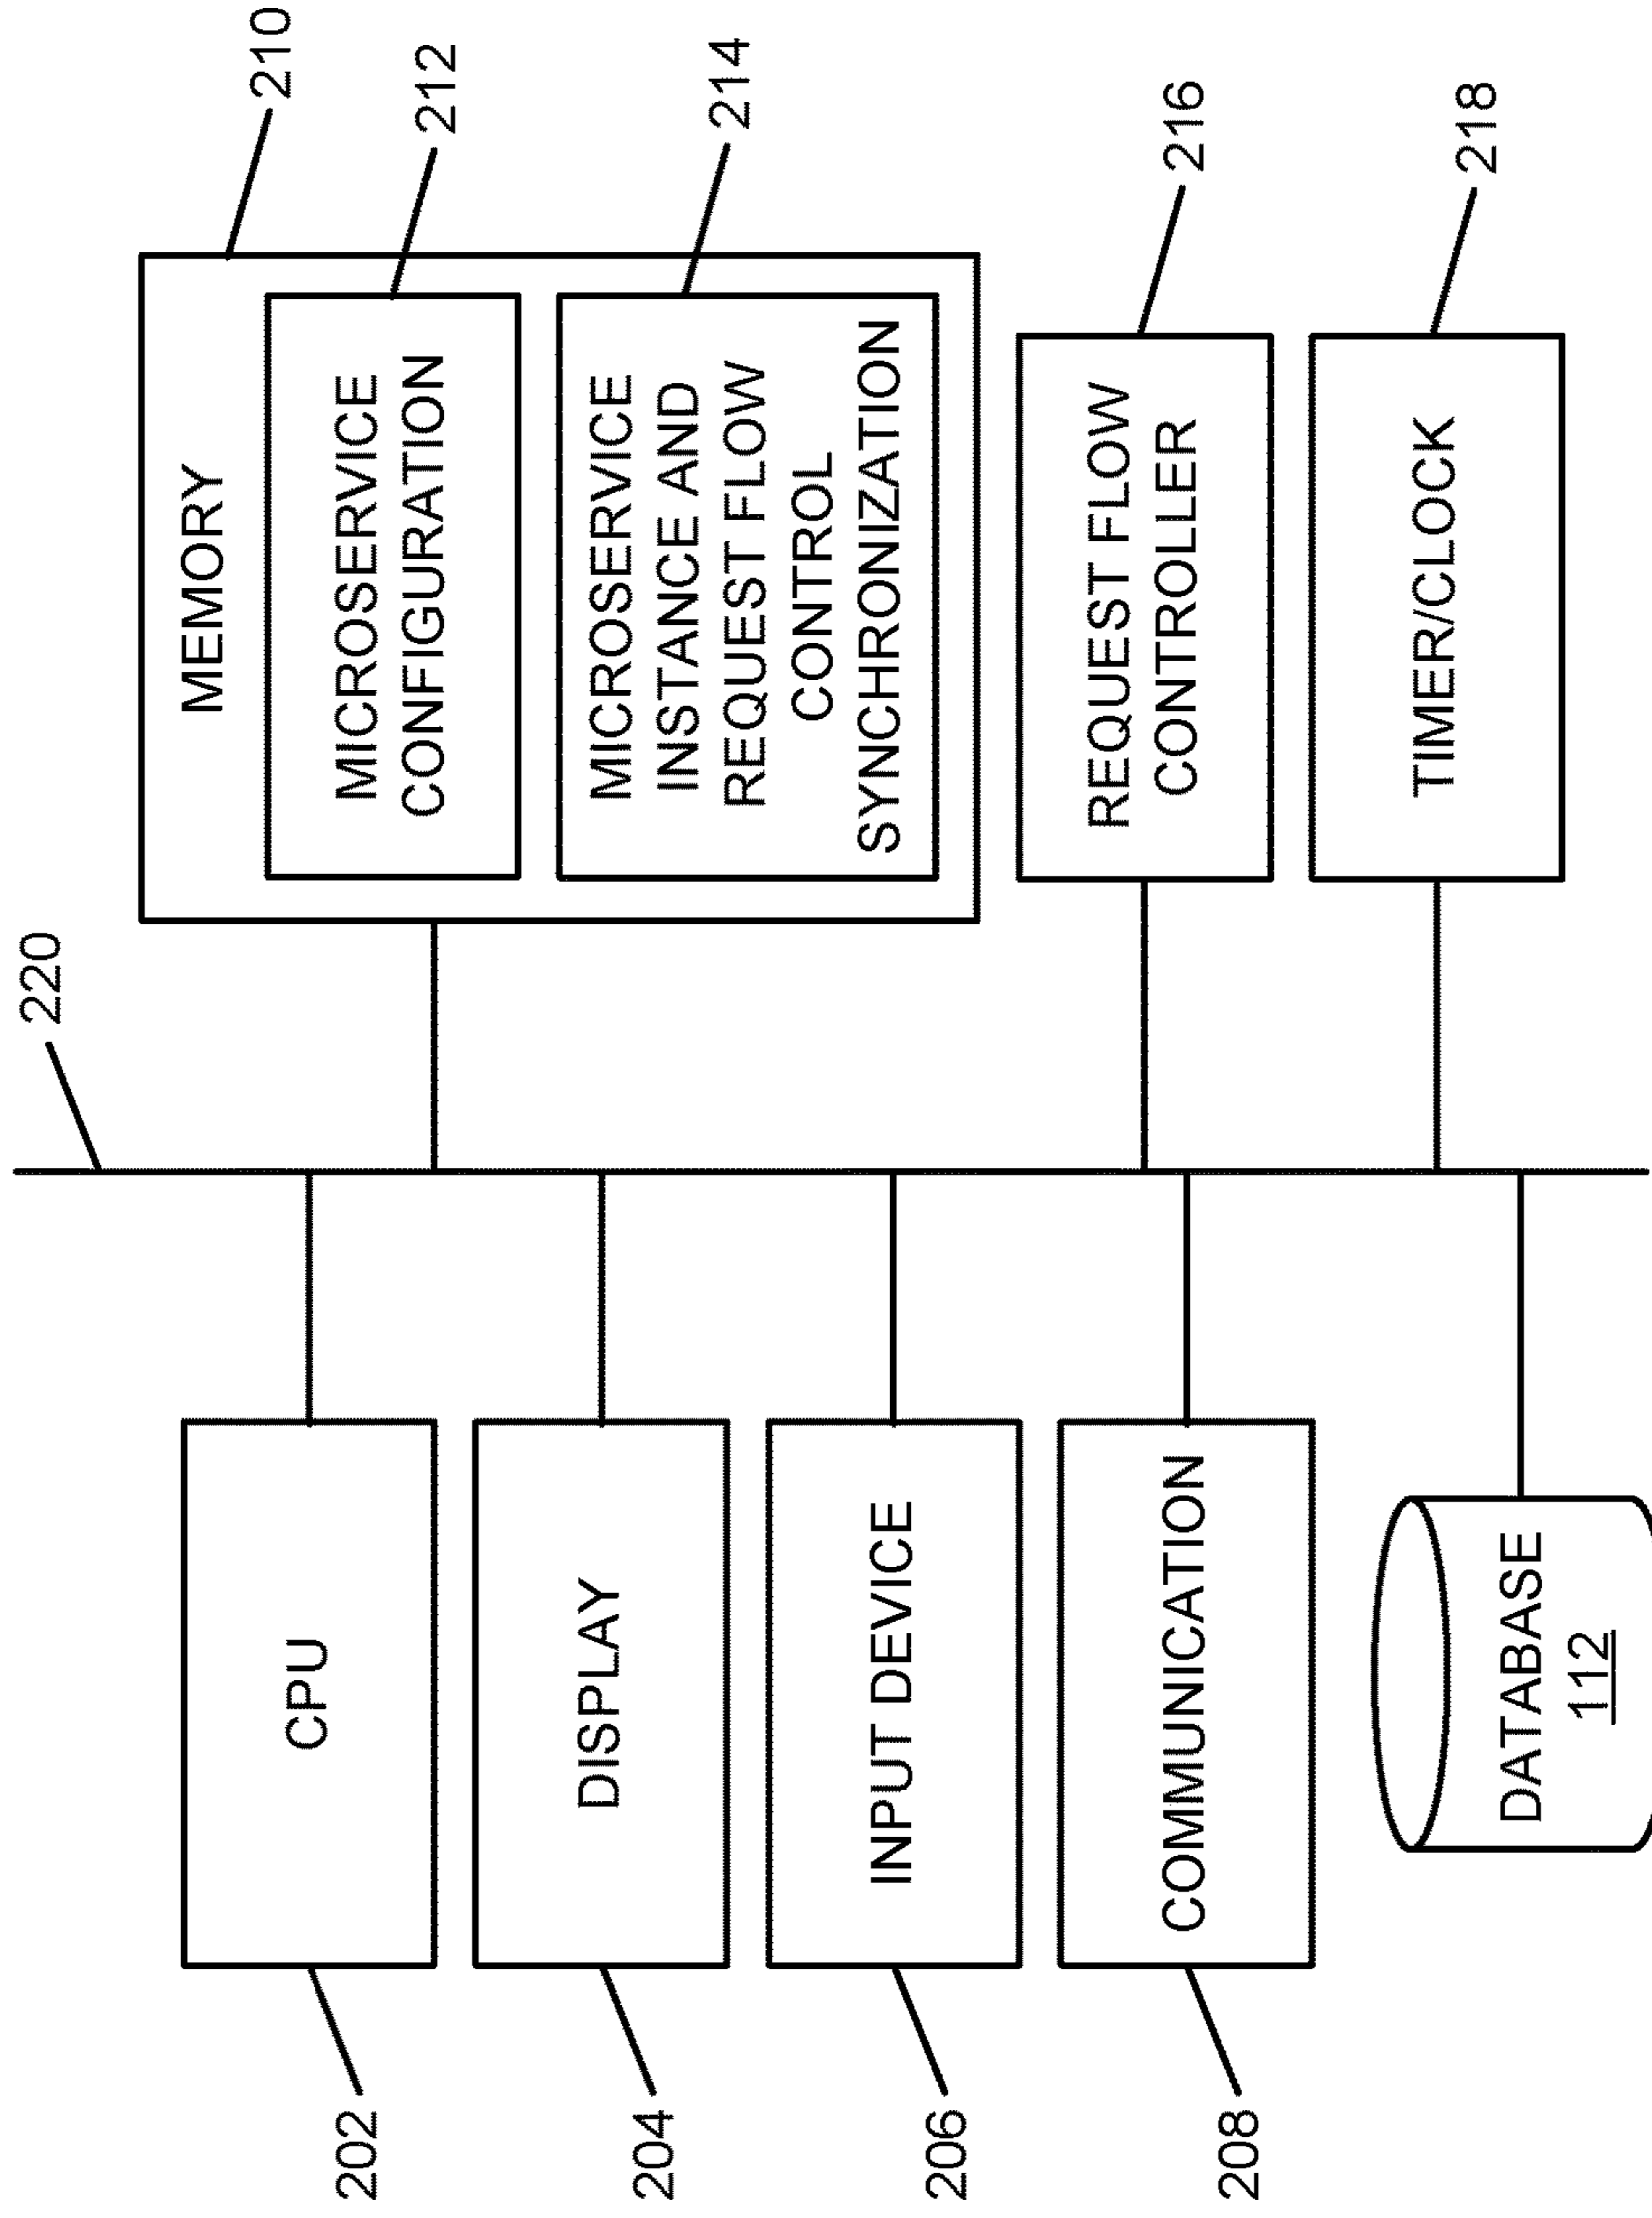 220
210
MEMORY
212
MICROSERVICE
CONFIGURATION
214
MICROSERVICE
INSTANCE AND
REQUEST FLOW
CONTROL
SYNCHRONIZATION
216
REQUEST FLOW
CONTROLLER
218
TIMER/CLOCK
202
CPU
204
DISPLAY
206
INPUT DEVICE
208
COMMUNICATION
DATABASE
112